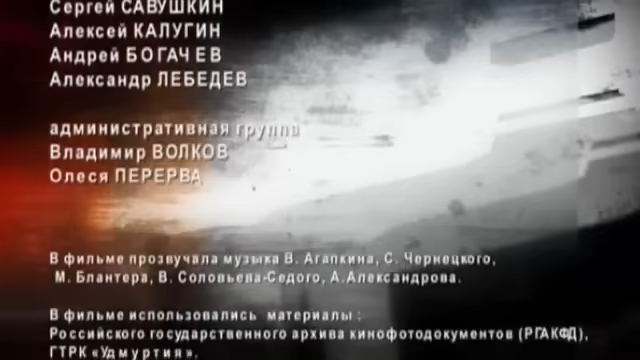 Сергей САВУШКИН
Алексей КАЛУГИН
Андрей БОГАЧЕВ
Александр ЛЕБЕДЕВ
административная группа
Владимир ВОЛКОВ
Олеся ПЕРЕРВА
В фильме прозвучала музыка В. Агапкина, С. Чернецкого,
М. Блантера, В. Соловьева-Седого, А.Александрова.
В фильме использовались материалы :
Российского государственного архива кинофотодокументов (РГАКФД),
ГТРК «Удмуртия».